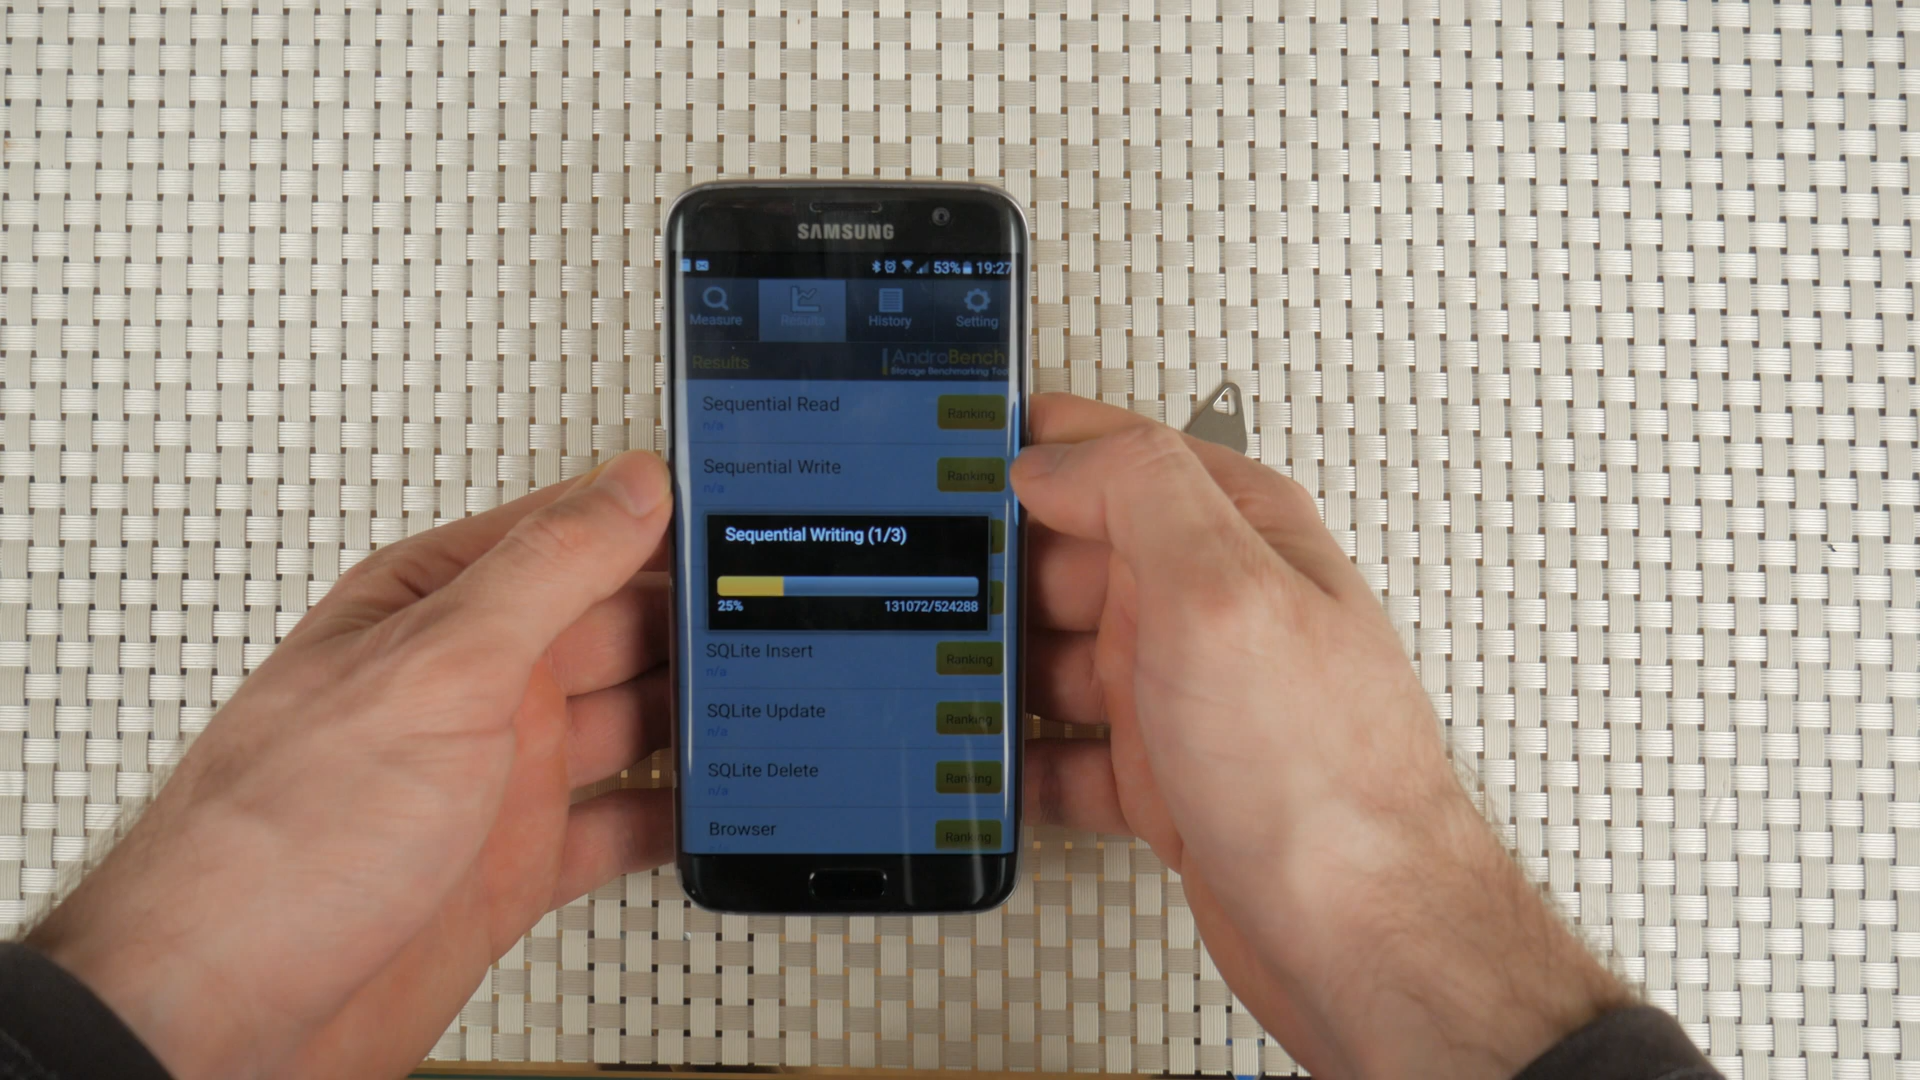 SAMSUNG
53% 19:27
Measure Results History Setting
Results AndroBench
Storage Benchmarking Tool
Sequential Read Ranking
n/a
Sequential Write Ranking
n/a
Sequential Writing (1/3)
25% 131072/524288
SQLite Insert Ranking
n/a
SQLite Update Ranking
n/a
SQLite Delete Ranking
n/a
Browser Ranking